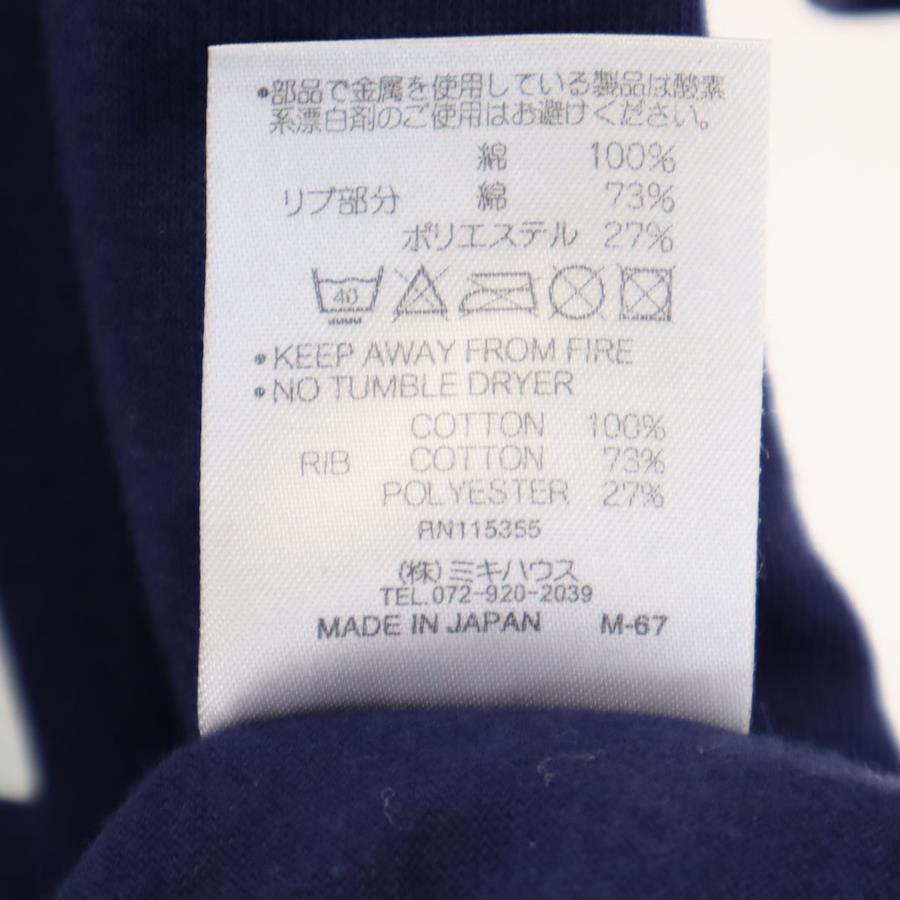 •部品で金属を使用している製品は酸素
系漂白剤のご使用はお避けください。
綿 100%
リブ部分 綿 73%
ポリエステル 27%
40
•KEEP AWAY FROM FIRE
•NO TUMBLE DRYER
COTTON 100%
RIB COTTON 73%
POLYESTER 27%
RN115355
(株)ミキハウス
TEL.072-920-2039
MADE IN JAPAN M-67